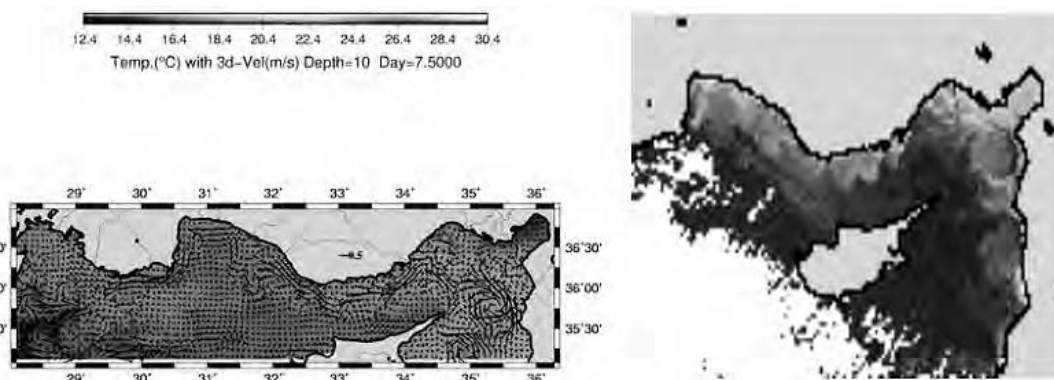 12.4 14.4 16.4 18.4 20.4 22.4 24.4 26.4 28.4 30.4
Temp.(°C) with 3d-Vel(m/s) Depth=10 Day=7.5000
29˚ 30˚ 31˚ 32˚ 33˚ 34˚ 35˚ 36˚
36˚30'
36˚00'
35˚30'
29˚ 30˚ 31˚ 32˚ 33˚ 34˚ 35˚ 36˚